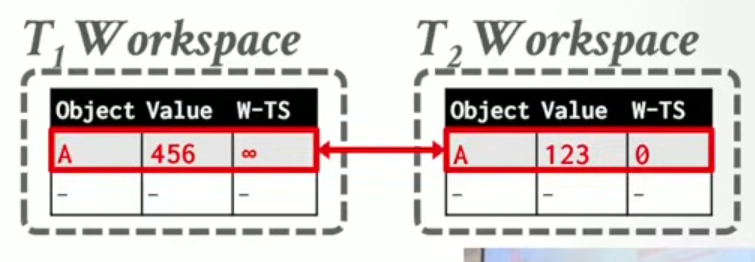 T1 Workspace
T2 Workspace
Object Value W-TS
A 456 ∞
- - -
Object Value W-TS
A 123 0
- - -